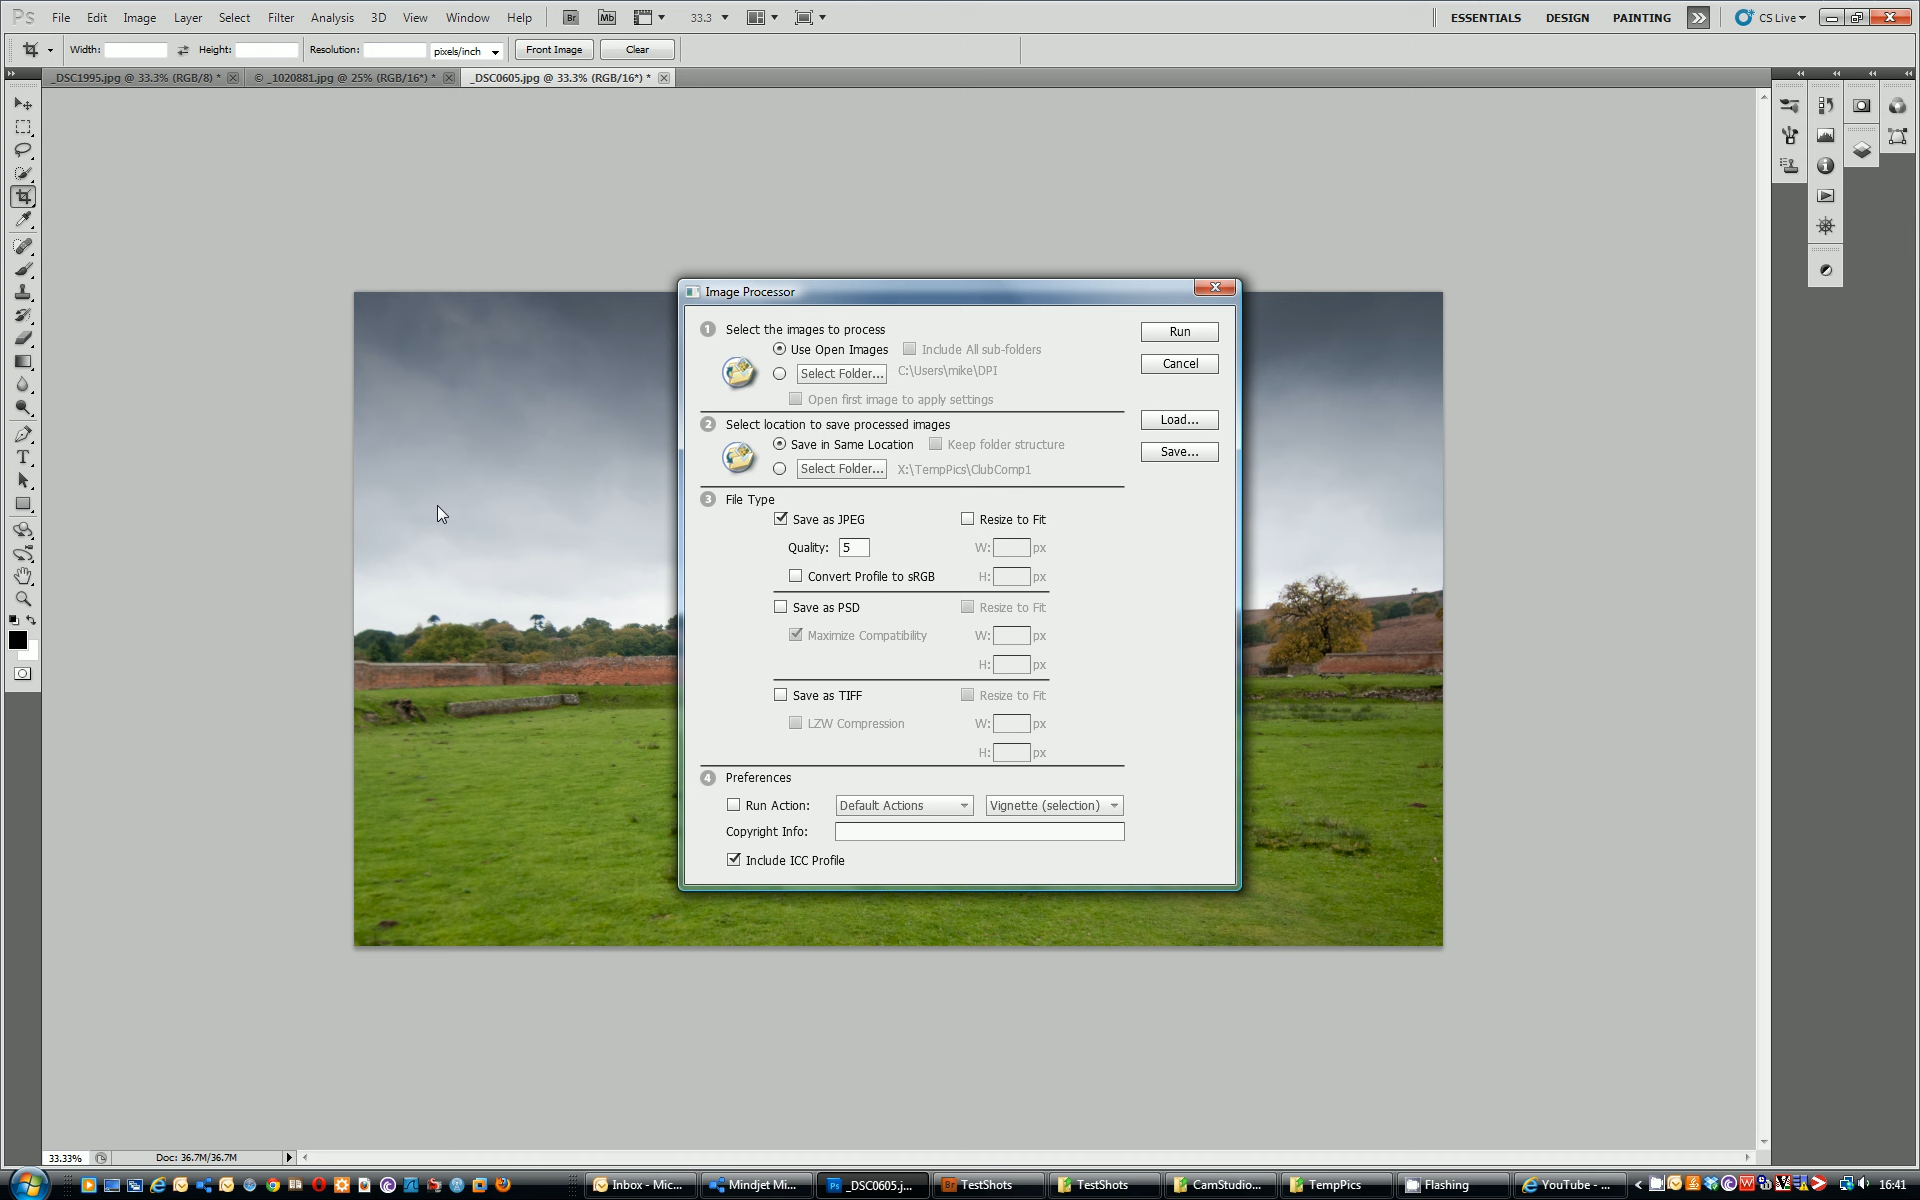 Ps File Edit Image Layer Select Filter Analysis 3D View Window Help Br Mb 33.3 ESSENTIALS DESIGN PAINTING CS Live
Width: Height: Resolution: pixels/inch Front Image Clear
_DSC1995.jpg @ 33.3% (RGB/8) * © _1020881.jpg @ 25% (RGB/16*) * _DSC0605.jpg @ 33.3% (RGB/16*) *
Image Processor
1 Select the images to process
Run
Use Open Images Include All sub-folders
Cancel
Select Folder... C:\Users\mike\DPI
Open first image to apply settings
Load...
2 Select location to save processed images
Save in Same Location Keep folder structure
Save...
Select Folder... X:\TempPics\ClubComp1
3 File Type
Save as JPEG Resize to Fit
Quality: 5 W: px
Convert Profile to sRGB H: px
Save as PSD Resize to Fit
Maximize Compatibility W: px
H: px
Save as TIFF Resize to Fit
LZW Compression W: px
H: px
4 Preferences
Run Action: Default Actions Vignette (selection)
Copyright Info:
Include ICC Profile
33.33% Doc: 36.7M/36.7M
Inbox - Mic... Mindjet Mi... Ps _DSC0605.j... Br TestShots TestShots CamStudio... TempPics Flashing YouTube - ... 16:41